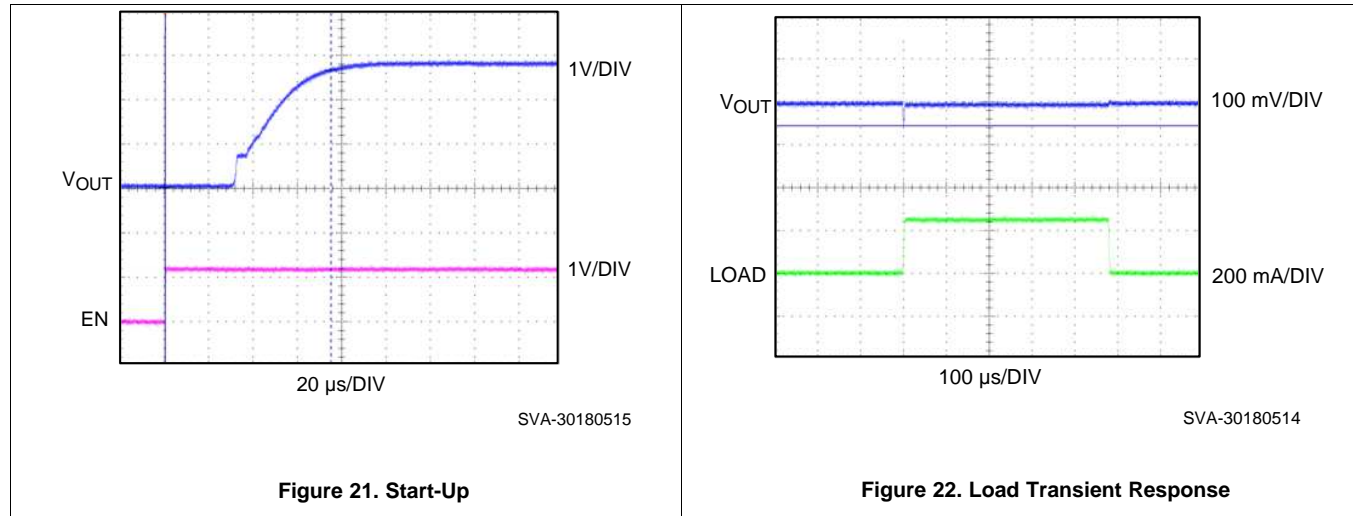 1V/DIV
VOUT
1V/DIV
EN
20 µs/DIV
SVA-30180515
Figure 21. Start-Up
VOUT
100 mV/DIV
LOAD
200 mA/DIV
100 µs/DIV
SVA-30180514
Figure 22. Load Transient Response